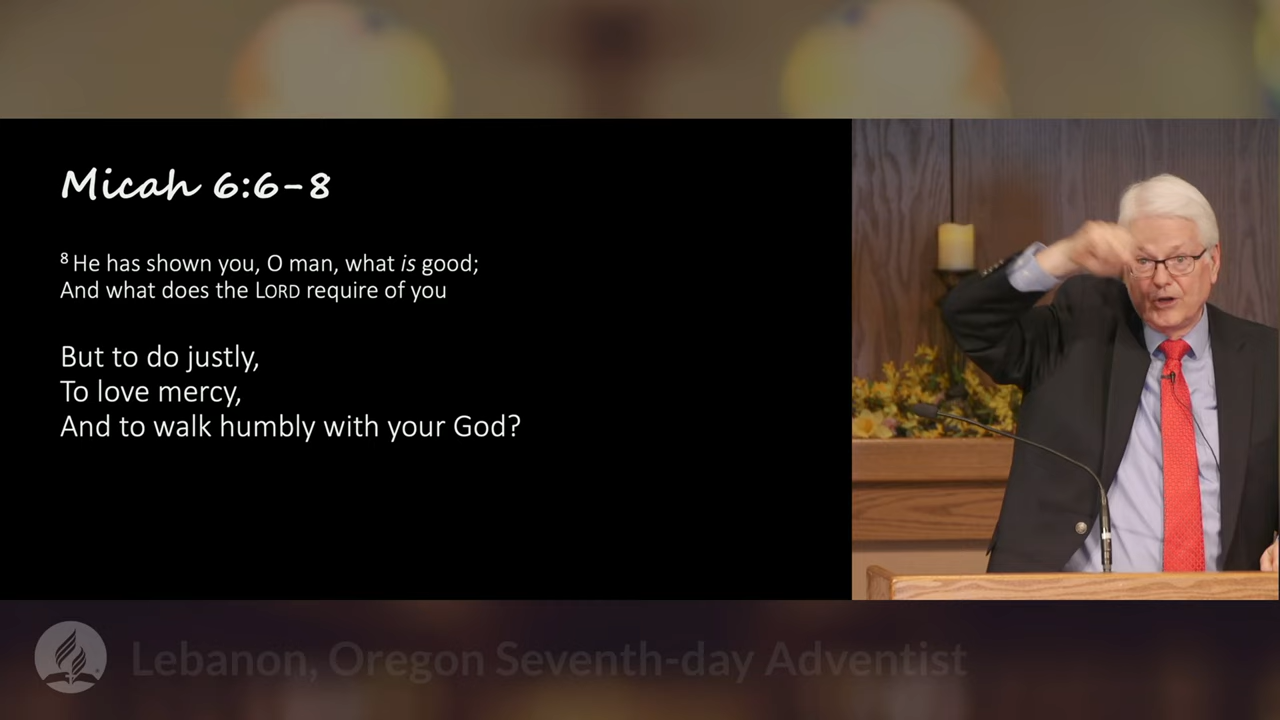 Micah 6:6-8
8 He has shown you, O man, what is good;
And what does the LORD require of you
But to do justly,
To love mercy,
And to walk humbly with your God?
Lebanon, Oregon Seventh-day Adventist